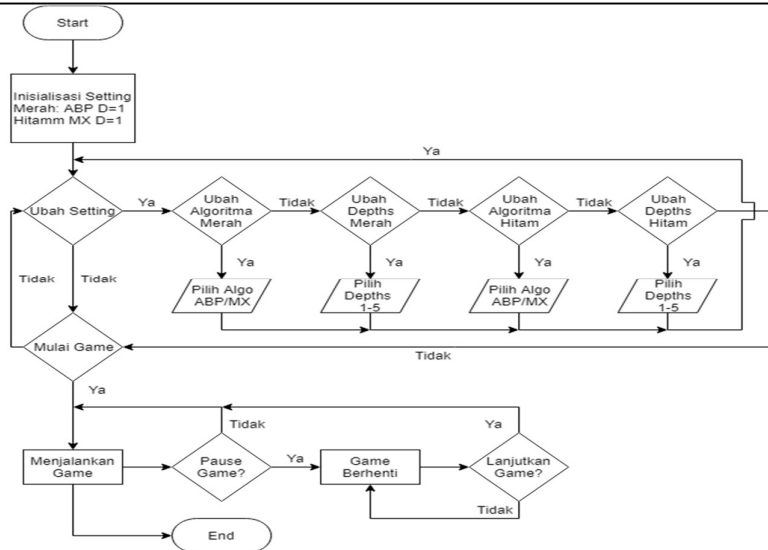 Start
Inisialisasi Setting
Merah: ABP D=1
Hitamm MX D=1
Ya
Ubah Setting
Ya
Ubah
Algoritma
Merah
Tidak
Ubah
Depths
Merah
Tidak
Ubah
Algoritma
Hitam
Tidak
Ubah
Depths
Hitam
Tidak
Tidak
Ya
Ya
Ya
Ya
Pilih Algo
ABP/MX
Pilih
Depths
1-5
Pilih Algo
ABP/MX
Pilih
Depths
1-5
Mulai Game
Tidak
Ya
Tidak
Ya
Menjalankan
Game
Pause
Game?
Ya
Game
Berhenti
Lanjutkan
Game?
Tidak
End